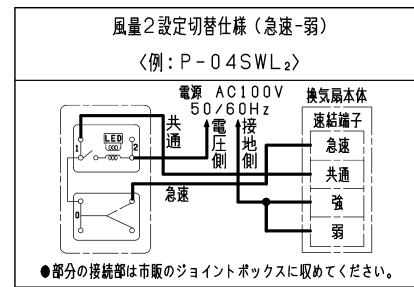 風量2設定切替仕様（急速-弱）
〈例：P-04SWL₂〉
電源 AC100V
50/60Hz
換気扇本体
速結端子
共通
電圧側
接地側
LED
1
2
急速
共通
強
弱
急速
0
●部分の接続部は市販のジョイントボックスに収めてください。